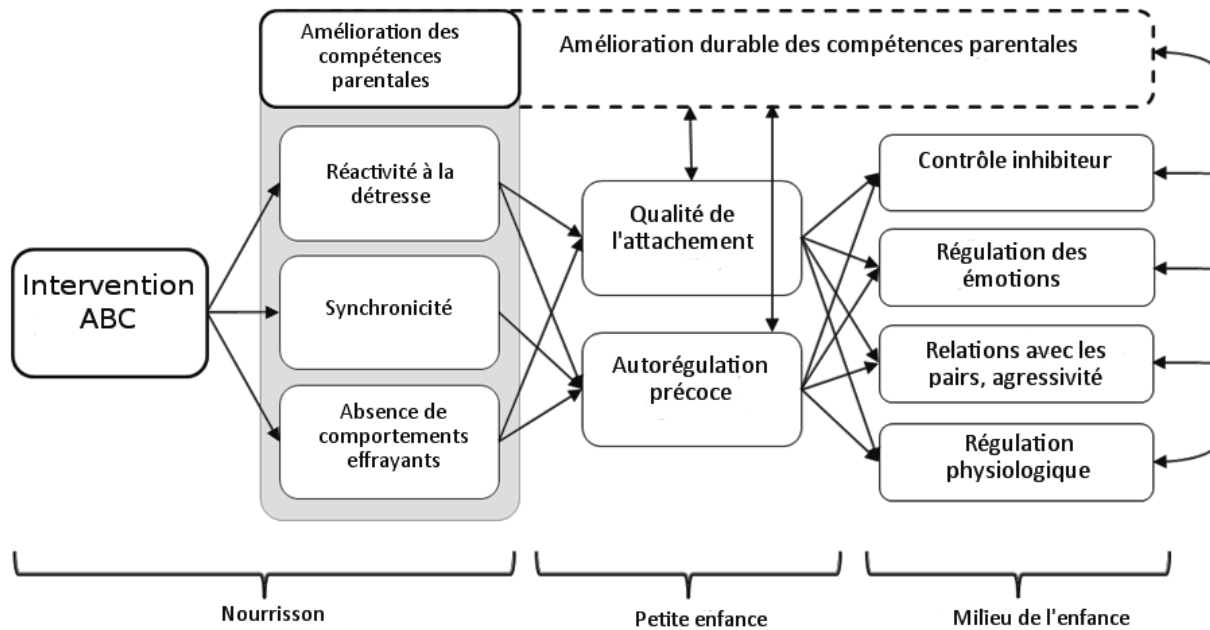 Amélioration des
compétences
parentales
Amélioration durable des compétences parentales
Intervention
ABC
Réactivité à la
détresse
Synchronicité
Absence de
comportements
effrayants
Qualité de
l'attachement
Autorégulation
précoce
Contrôle inhibiteur
Régulation des
émotions
Relations avec les
pairs, agressivité
Régulation
physiologique
Nourrisson
Petite enfance
Milieu de l'enfance